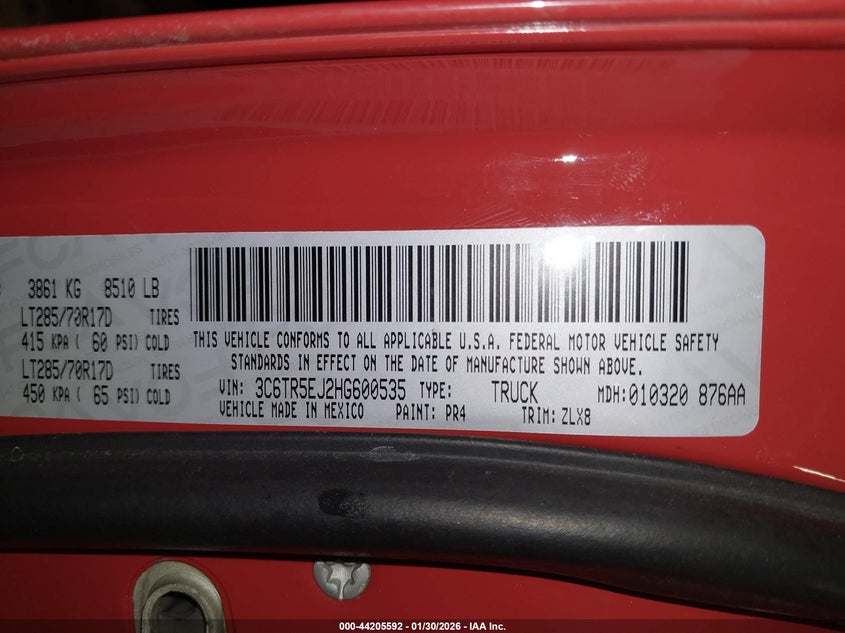 3861 KG 8510 LB
LT285/70R17D TIRES
415 KPA ( 60 PSI) COLD
LT285/70R17D TIRES
450 KPA ( 65 PSI) COLD
THIS VEHICLE CONFORMS TO ALL APPLICABLE U.S.A. FEDERAL MOTOR VEHICLE SAFETY
STANDARDS IN EFFECT ON THE DATE OF MANUFACTURE SHOWN ABOVE.
VIN: 3C6TR5EJ2HG600535 TYPE: TRUCK MDH:010320 876AA
VEHICLE MADE IN MEXICO PAINT: PR4 TRIM: ZLX8
000-44205592 - 01/30/2026 - IAA Inc.